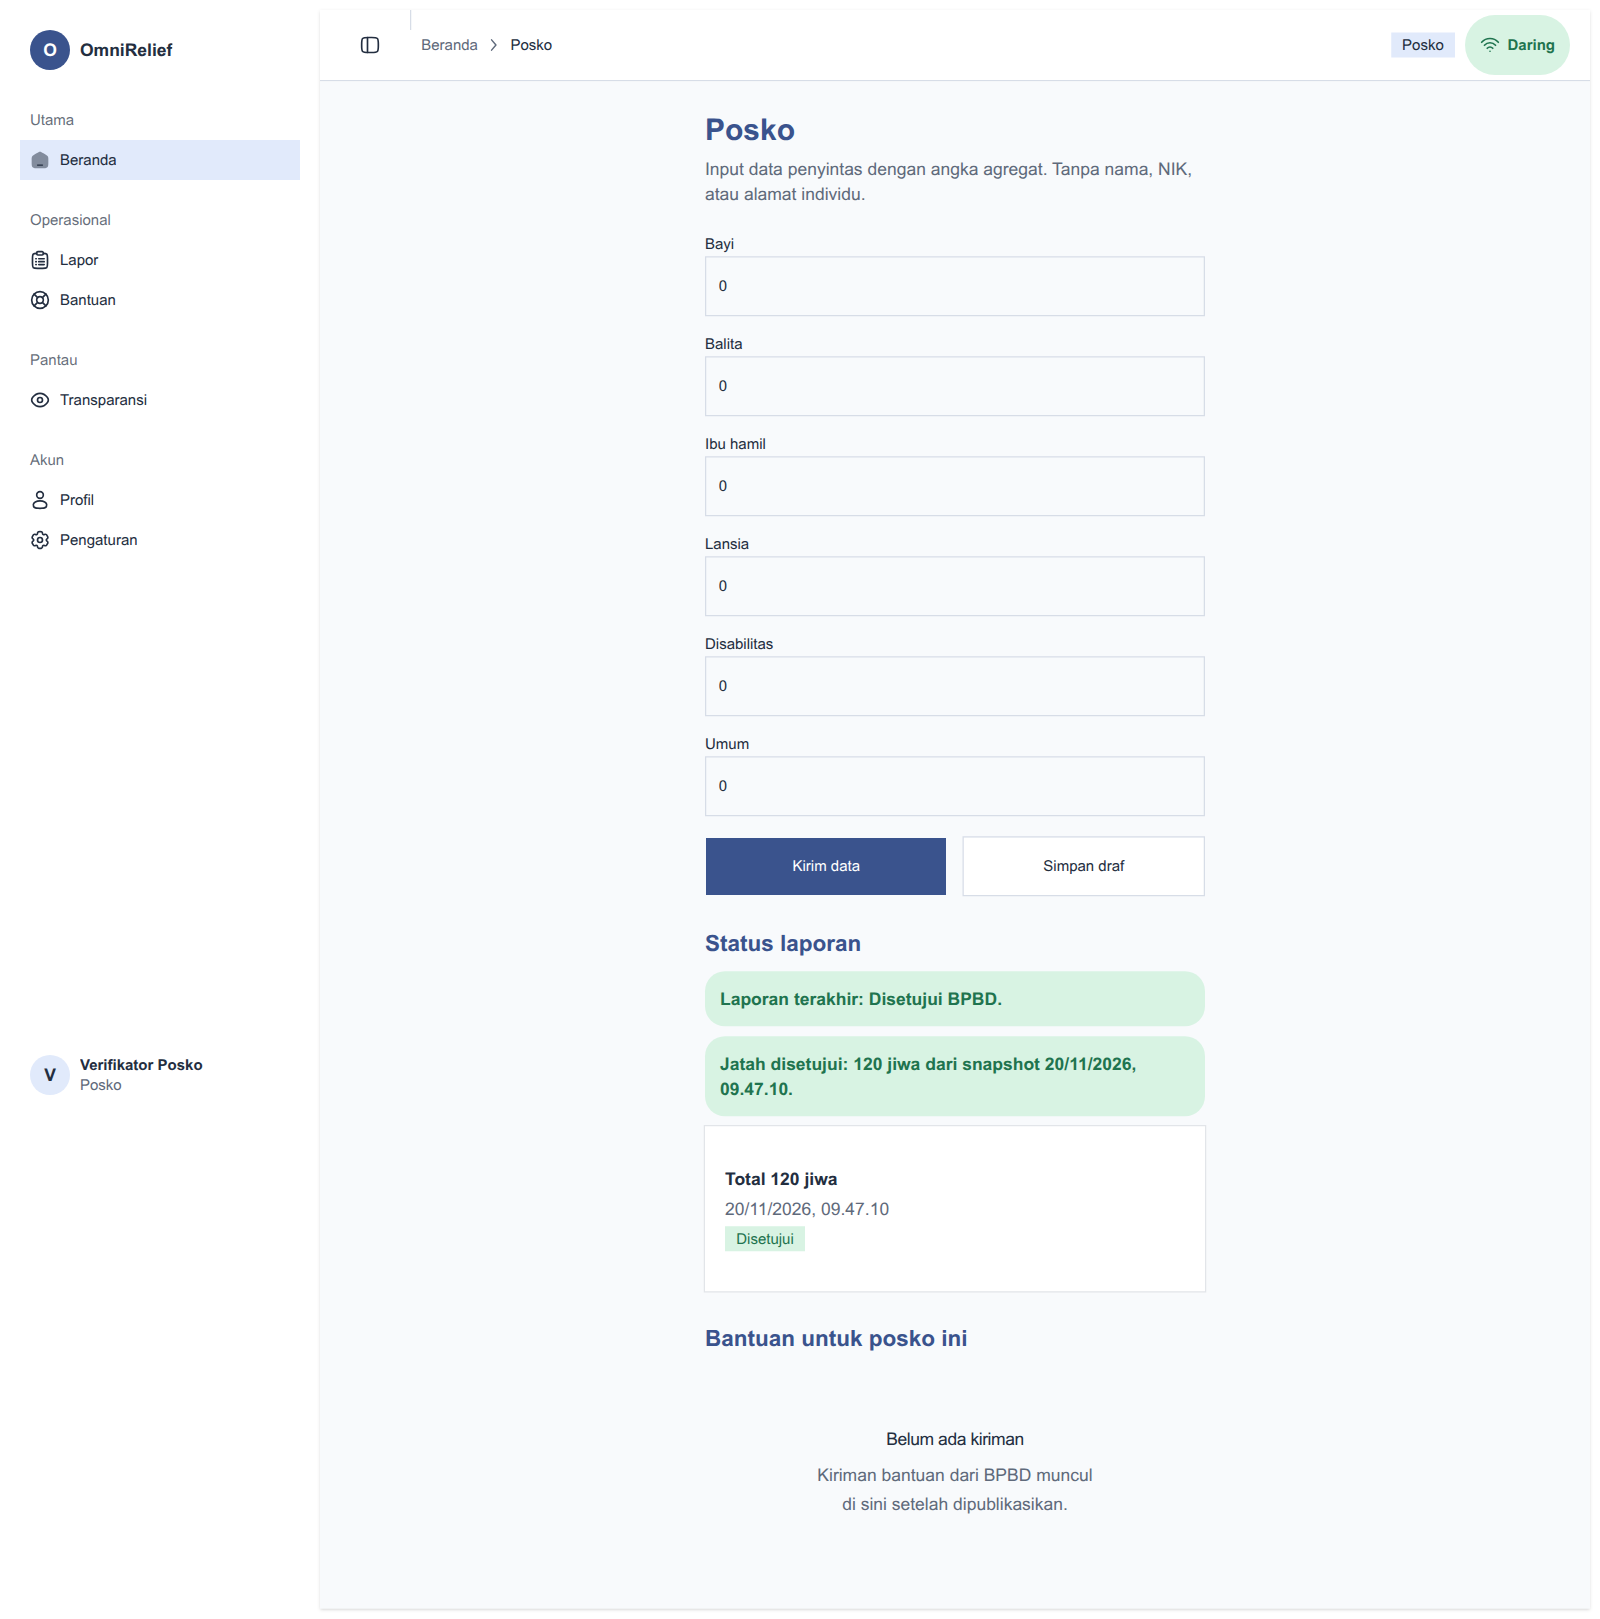 O OmniRelief
Utama
Beranda
Operasional
Lapor
Bantuan
Pantau
Transparansi
Akun
Profil
Pengaturan
V
Verifikator Posko
Posko
Beranda > Posko
Posko
Daring
Posko
Input data penyintas dengan angka agregat. Tanpa nama, NIK,
atau alamat individu.
Bayi
0
Balita
0
Ibu hamil
0
Lansia
0
Disabilitas
0
Umum
0
Kirim data
Simpan draf
Status laporan
Laporan terakhir: Disetujui BPBD.
Jatah disetujui: 120 jiwa dari snapshot 20/11/2026,
09.47.10.
Total 120 jiwa
20/11/2026, 09.47.10
Disetujui
Bantuan untuk posko ini
Belum ada kiriman
Kiriman bantuan dari BPBD muncul
di sini setelah dipublikasikan.